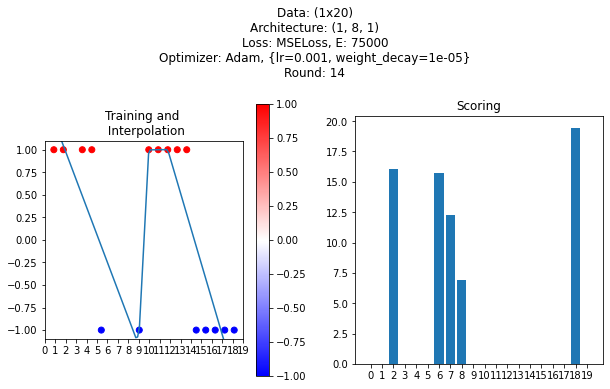 Data: (1x20)
Architecture: (1, 8, 1)
Loss: MSELoss, E: 75000
Optimizer: Adam, {lr=0.001, weight_decay=1e-05}
Round: 14
Training and
Interpolation
1.00
0.75
0.50
0.25
0.00
−0.25
−0.50
−0.75
−1.00
0 1 2 3 4 5 6 7 8 9 10 11 12 13 14 15 16 17 18 19
1.00
0.75
0.50
0.25
0.00
−0.25
−0.50
−0.75
−1.00
Scoring
20.0
17.5
15.0
12.5
10.0
7.5
5.0
2.5
0.0
0 1 2 3 4 5 6 7 8 9 10 11 12 13 14 15 16 17 18 19